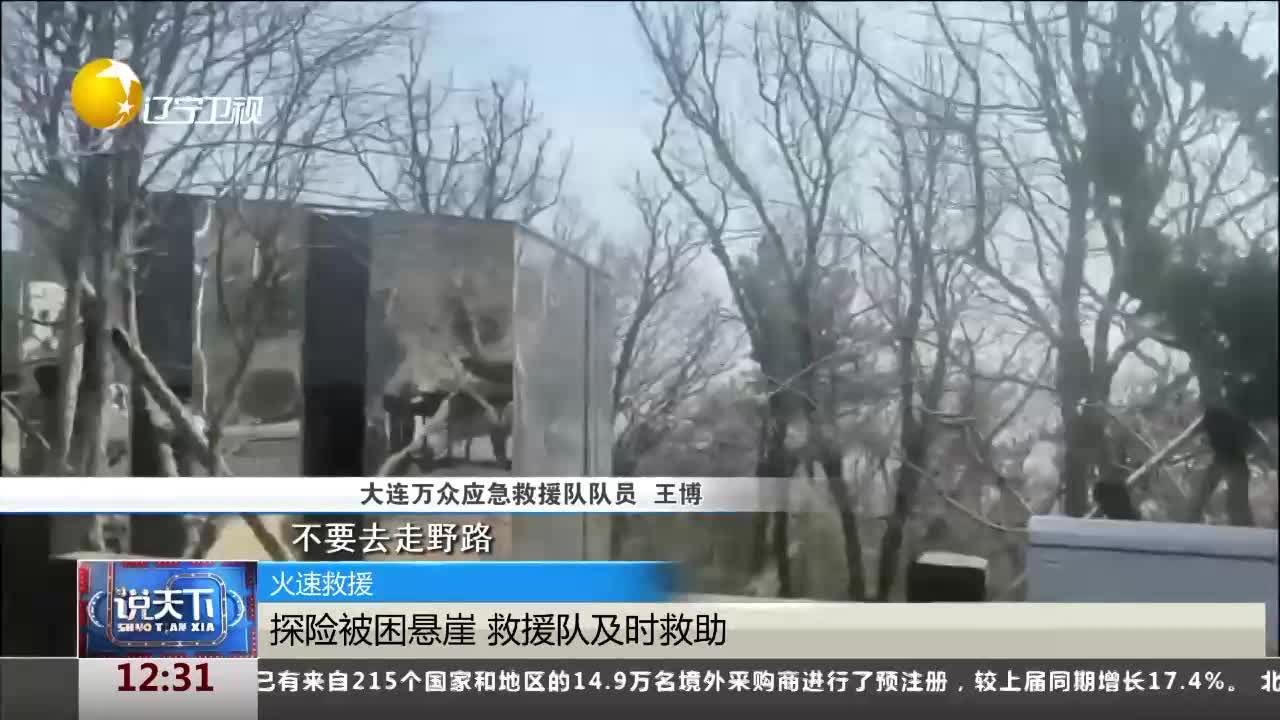 辽宁卫视
大连万众应急救援队队员 王博
不要去走野路
火速救援
说天下
SHUO TIAN XIA
探险被困悬崖 救援队及时救助
12:31
已有来自215个国家和地区的14.9万名境外采购商进行了预注册，较上届同期增长17.4%。 北